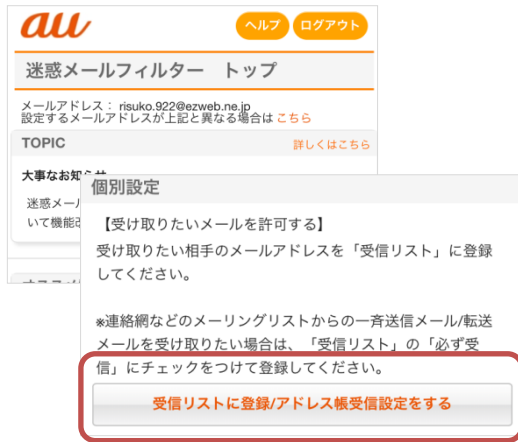 au
ヘルプ ログアウト
迷惑メールフィルター　トップ
メールアドレス： risuko.922@ezweb.ne.jp
設定するメールアドレスが上記と異なる場合は こちら
TOPIC 詳しくはこちら
大事なお知らせ
迷惑メー
いて機能
個別設定
【受け取りたいメールを許可する】
受け取りたい相手のメールアドレスを「受信リスト」に登録
してください。
※連絡網などのメーリングリストからの一斉送信メール/転送
メールを受け取りたい場合は、「受信リスト」の「必ず受
信」にチェックをつけて登録してください。
受信リストに登録/アドレス帳受信設定をする